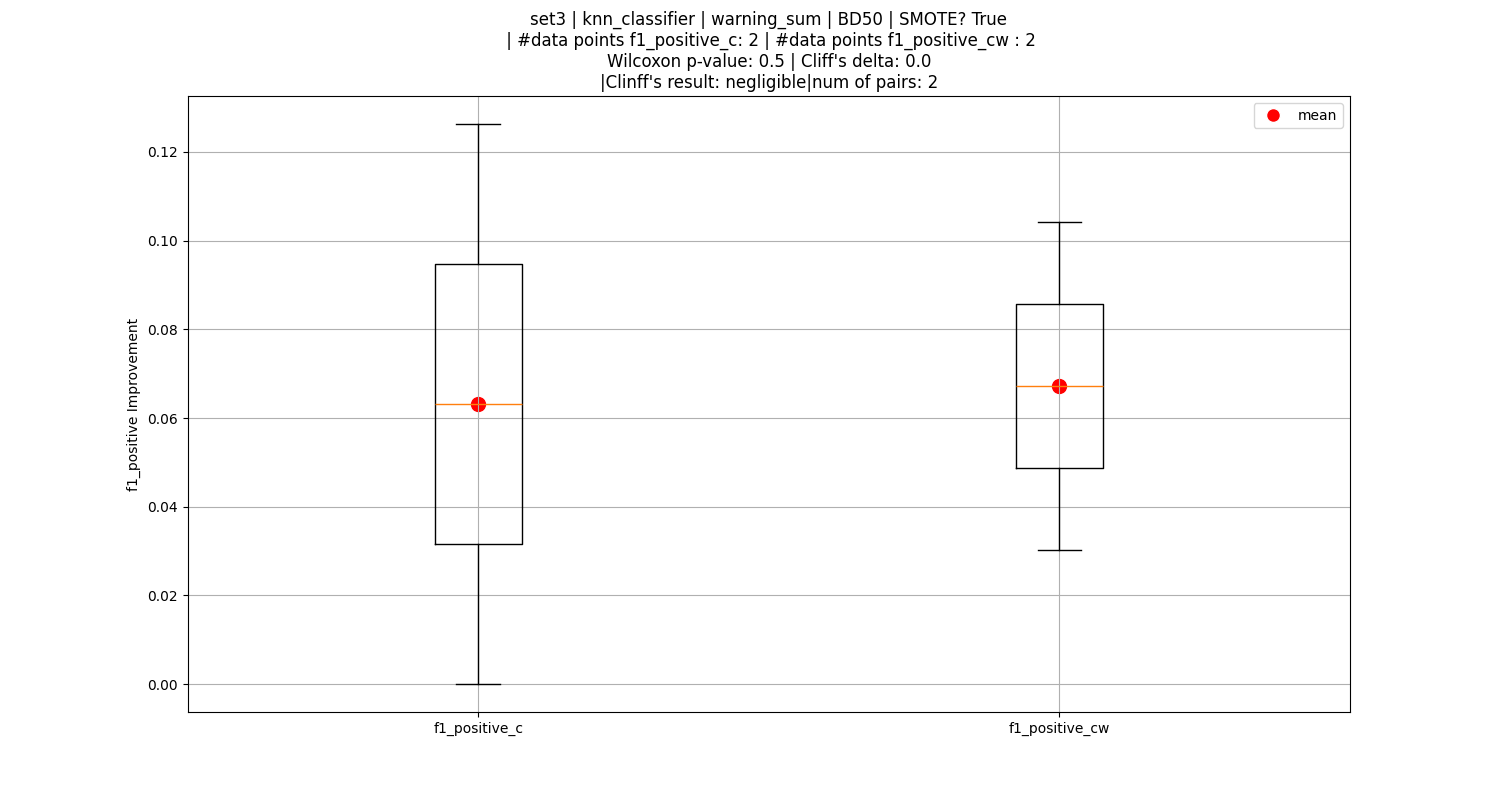 set3 | knn_classifier | warning_sum | BD50 | SMOTE? True
| #data points f1_positive_c: 2 | #data points f1_positive_cw : 2
Wilcoxon p-value: 0.5 | Cliff's delta: 0.0
|Clinff's result: negligible|num of pairs: 2
mean
0.12
0.10
0.08
0.06
0.04
0.02
0.00
f1_positive Improvement
f1_positive_c
f1_positive_cw